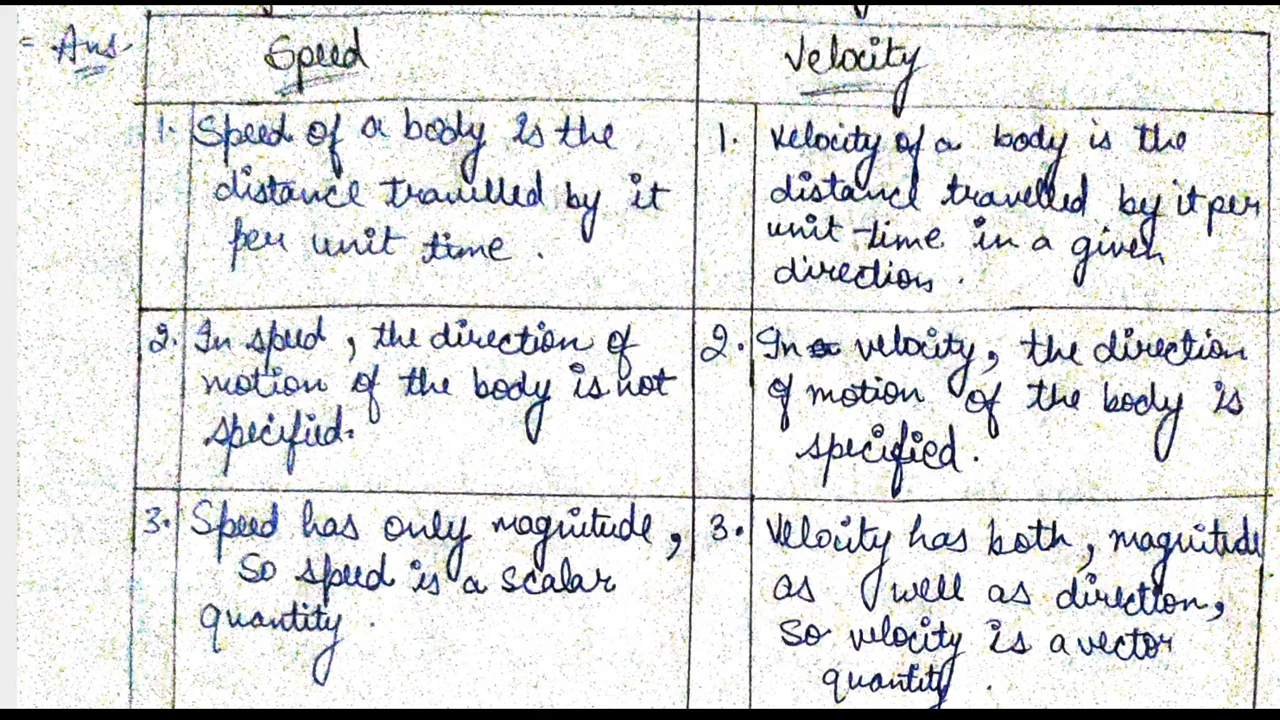 = Ans.
Speed
Velocity
1. Speed of a body is the
distance travelled by it
per unit time.
1. Velocity of a body is the
distance travelled by it per
unit time in a given
direction.
2. In speed, the direction of
motion of the body is not
specified.
2. In velocity, the direction
of motion of the body is
specified.
3. Speed has only magnitude,
So speed is a scalar
quantity.
3. Velocity has both, magnitude
as well as direction,
So velocity is a vector
quantity.